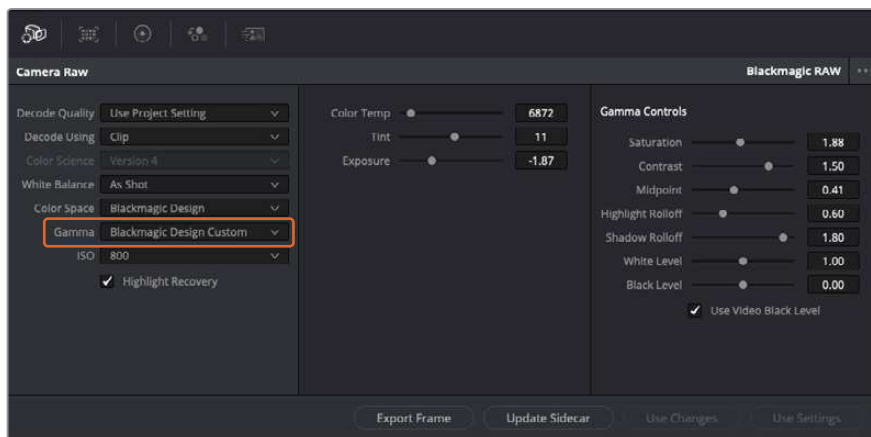 Camera Raw
Blackmagic RAW
Decode Quality Use Project Setting
Decode Using Clip
Color Science Version 4
White Balance As Shot
Color Space Blackmagic Design
Gamma Blackmagic Design Custom
ISO 800
Highlight Recovery
Color Temp 6872
Tint 11
Exposure -1.87
Gamma Controls
Saturation 1.88
Contrast 1.50
Midpoint 0.41
Highlight Rolloff 0.60
Shadow Rolloff 1.80
White Level 1.00
Black Level 0.00
Use Video Black Level
Export Frame Update Sidecar Use Changes Use Settings